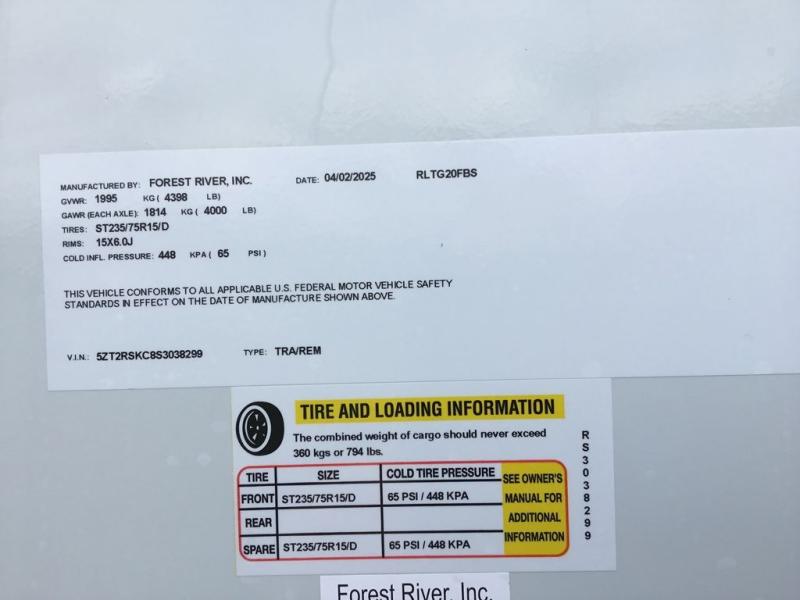 MANUFACTURED BY: FOREST RIVER, INC. DATE: 04/02/2025 RLTG20FBS
GVWR: 1995 KG ( 4398 LB)
GAWR (EACH AXLE): 1814 KG ( 4000 LB)
TIRES: ST235/75R15/D
RIMS: 15X6.0J
COLD INFL. PRESSURE: 448 KPA ( 65 PSI )
THIS VEHICLE CONFORMS TO ALL APPLICABLE U.S. FEDERAL MOTOR VEHICLE SAFETY
STANDARDS IN EFFECT ON THE DATE OF MANUFACTURE SHOWN ABOVE.
V.I.N.: 5ZT2RSKC8S3038299 TYPE: TRA/REM
TIRE AND LOADING INFORMATION
The combined weight of cargo should never exceed
360 kgs or 794 lbs.
TIRE SIZE COLD TIRE PRESSURE
FRONT ST235/75R15/D 65 PSI / 448 KPA
REAR
SPARE ST235/75R15/D 65 PSI / 448 KPA
SEE OWNER'S
MANUAL FOR
ADDITIONAL
INFORMATION
RS3038299
Forest River, Inc.